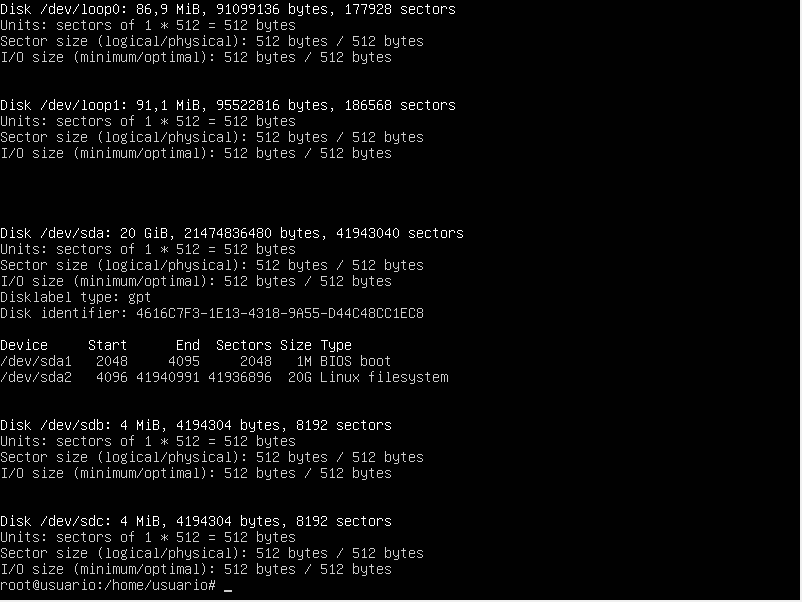 Disk /dev/loop0: 86,9 MiB, 91099136 bytes, 177928 sectors
Units: sectors of 1 * 512 = 512 bytes
Sector size (logical/physical): 512 bytes / 512 bytes
I/O size (minimum/optimal): 512 bytes / 512 bytes
Disk /dev/loop1: 91,1 MiB, 95522816 bytes, 186568 sectors
Units: sectors of 1 * 512 = 512 bytes
Sector size (logical/physical): 512 bytes / 512 bytes
I/O size (minimum/optimal): 512 bytes / 512 bytes
Disk /dev/sda: 20 GiB, 21474836480 bytes, 41943040 sectors
Units: sectors of 1 * 512 = 512 bytes
Sector size (logical/physical): 512 bytes / 512 bytes
I/O size (minimum/optimal): 512 bytes / 512 bytes
Disklabel type: gpt
Disk identifier: 4616C7F3-1E13-4318-9A55-D44C48CC1EC8
Device     Start      End  Sectors Size Type
/dev/sda1   2048     4095     2048   1M BIOS boot
/dev/sda2   4096 41940991 41936896  20G Linux filesystem
Disk /dev/sdb: 4 MiB, 4194304 bytes, 8192 sectors
Units: sectors of 1 * 512 = 512 bytes
Sector size (logical/physical): 512 bytes / 512 bytes
I/O size (minimum/optimal): 512 bytes / 512 bytes
Disk /dev/sdc: 4 MiB, 4194304 bytes, 8192 sectors
Units: sectors of 1 * 512 = 512 bytes
Sector size (logical/physical): 512 bytes / 512 bytes
I/O size (minimum/optimal): 512 bytes / 512 bytes
root@usuario:/home/usuario# _